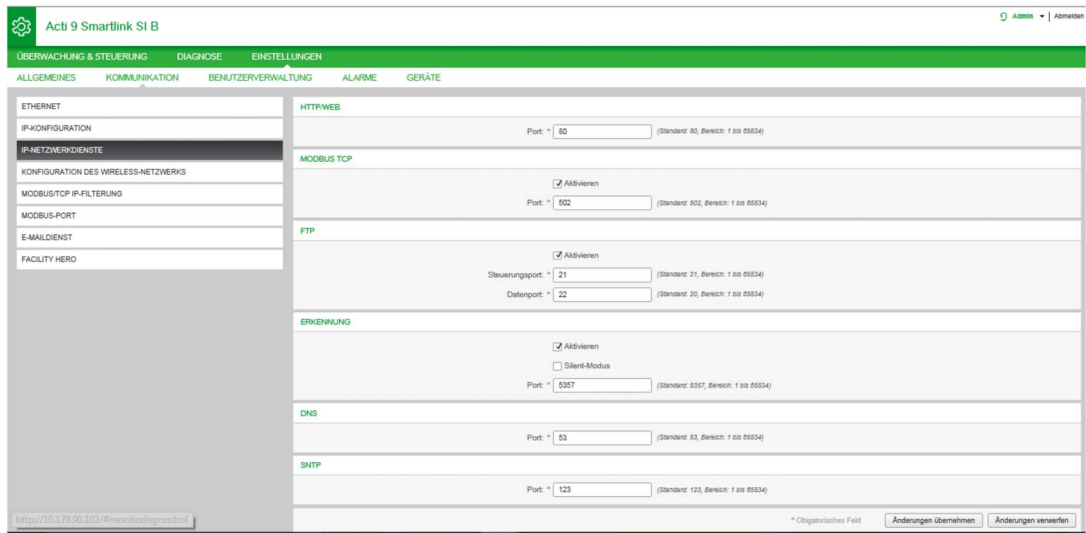 Acti 9 Smartlink SI B
Admin | Abmelden
ÜBERWACHUNG & STEUERUNG DIAGNOSE EINSTELLUNGEN
ALLGEMEINES KOMMUNIKATION BENUTZERVERWALTUNG ALARME GERÄTE
ETHERNET
IP-KONFIGURATION
IP-NETZWERKDIENSTE
KONFIGURATION DES WIRELESS-NETZWERKS
MODBUS/TCP IP-FILTERUNG
MODBUS-PORT
E-MAILDIENST
FACILITY HERO
HTTP/WEB
Port: * 80 (Standard: 80, Bereich: 1 bis 65534)
MODBUS TCP
Aktivieren
Port: * 502 (Standard: 502, Bereich: 1 bis 65534)
FTP
Aktivieren
Steuerungsport: * 21 (Standard: 21, Bereich: 1 bis 65534)
Datenport: * 22 (Standard: 20, Bereich: 1 bis 65534)
ERKENNUNG
Aktivieren
Silent-Modus
Port: * 5357 (Standard: 5357, Bereich: 1 bis 65534)
DNS
Port: * 53 (Standard: 53, Bereich: 1 bis 65534)
SNTP
Port: * 123 (Standard: 123, Bereich: 1 bis 65534)
http://10.179.90.102/#monitoringcontrol
* Obigatorisches Feld Änderungen übernehmen Änderungen verwerfen